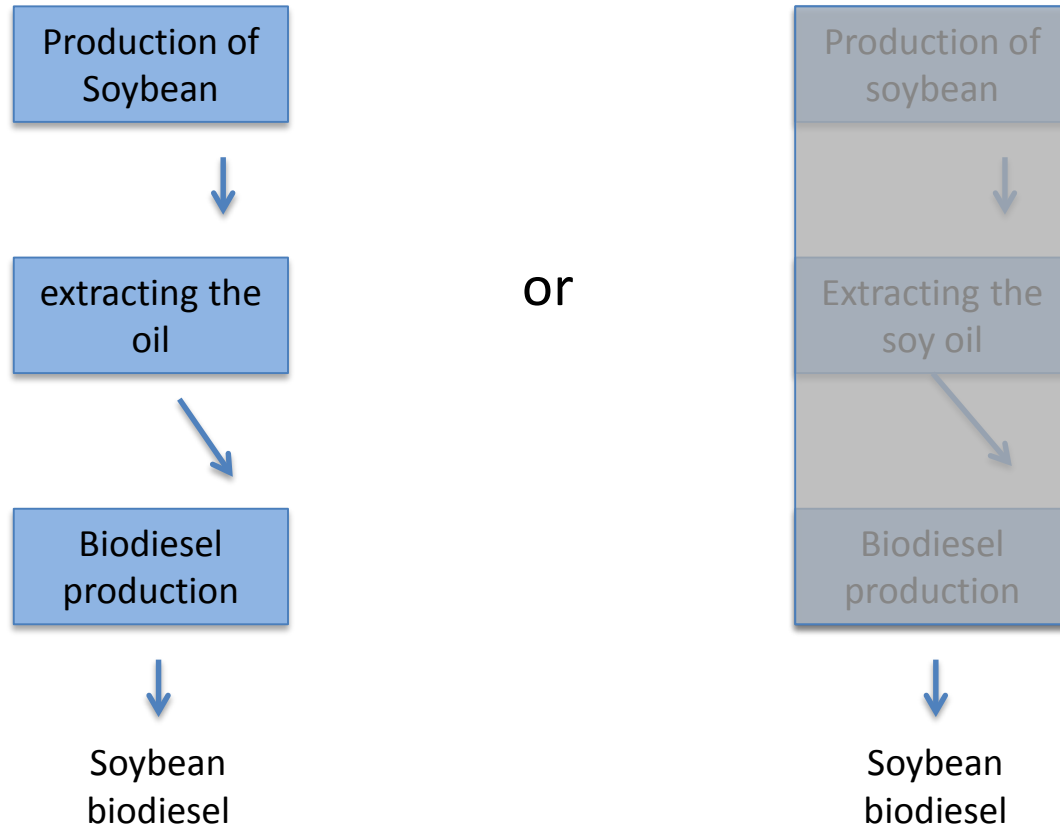 Production of
Soybean
extracting the
oil
Biodiesel
production
Soybean
biodiesel
or
Production of
soybean
Extracting the
soy oil
Biodiesel
production
Soybean
biodiesel